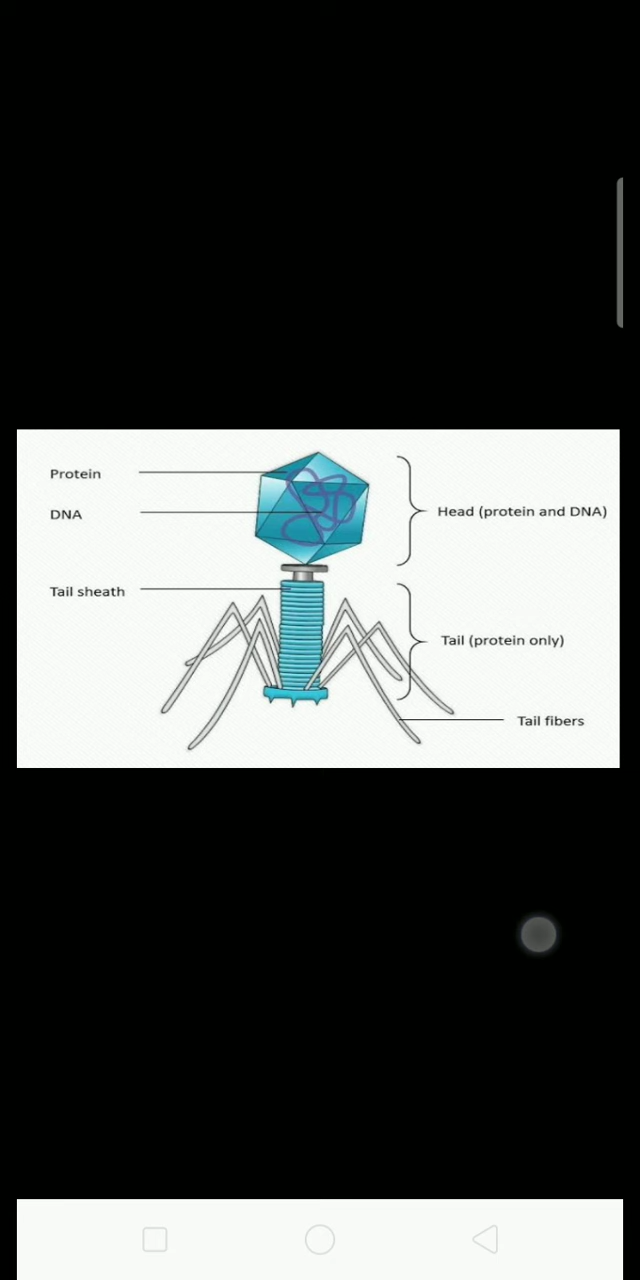 Protein
DNA
Head (protein and DNA)
Tail sheath
Tail (protein only)
Tail fibers